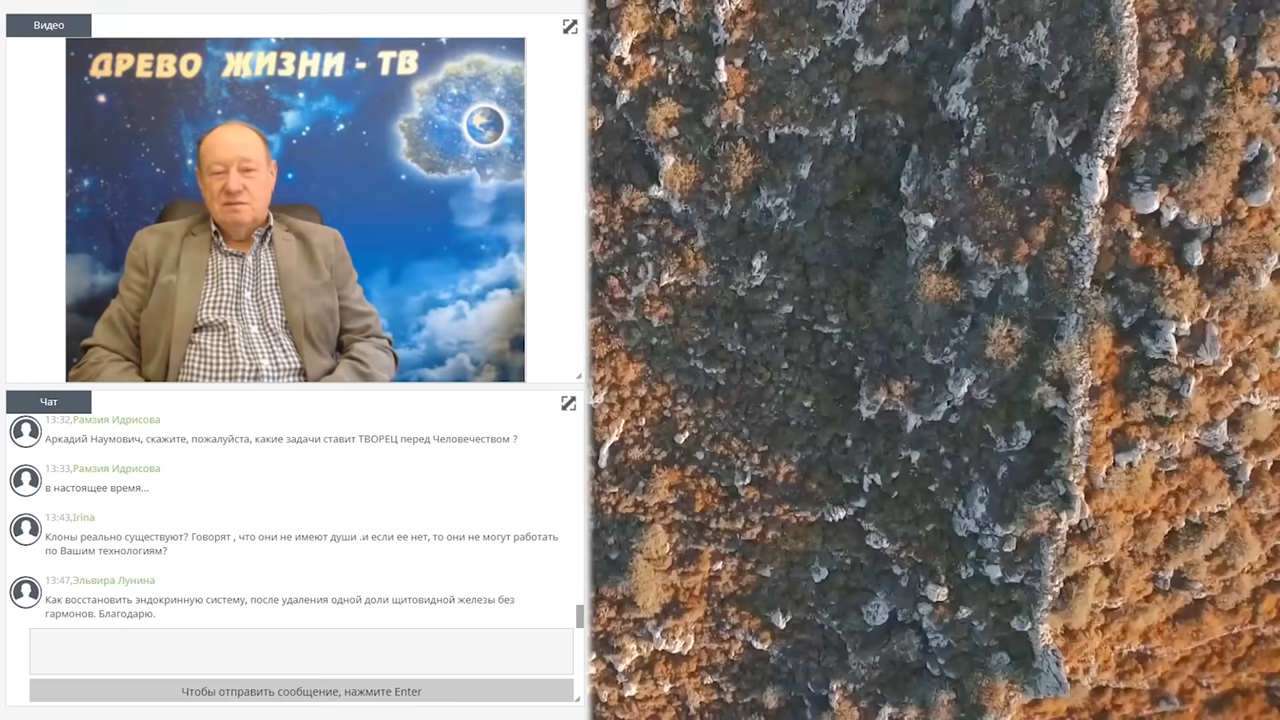 Видео
ДРЕВО ЖИЗНИ - ТВ
Чат
13:32,Рамзия Идрисова
Аркадий Наумович, скажите, пожалуйста, какие задачи ставит ТВОРЕЦ перед Человечеством ?
13:33,Рамзия Идрисова
в настоящее время...
13:43,Irina
Клоны реально существуют? Говорят , что они не имеют души .и если ее нет, то они не могут работать
по Вашим технологиям?
13:47,Эльвира Лунина
Как восстановить эндокринную систему, после удаления одной доли щитовидной железы без
гармонов. Благодарю.
Чтобы отправить сообщение, нажмите Enter